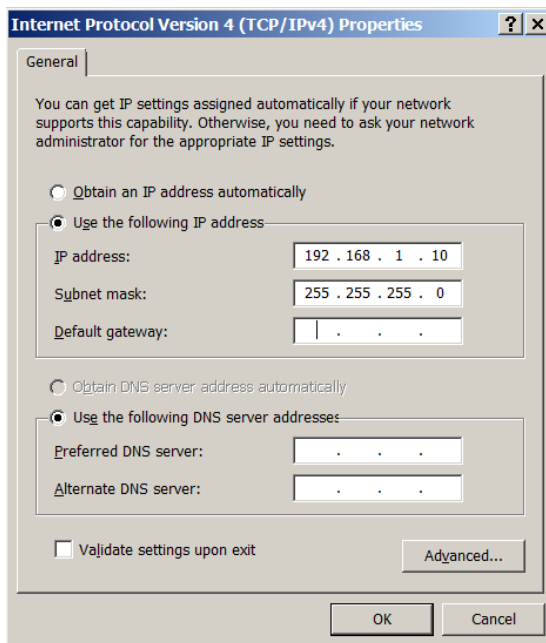 Internet Protocol Version 4 (TCP/IPv4) Properties
General
You can get IP settings assigned automatically if your network
supports this capability. Otherwise, you need to ask your network
administrator for the appropriate IP settings.
Obtain an IP address automatically
Use the following IP address
IP address: 192 . 168 . 1 . 10
Subnet mask: 255 . 255 . 255 . 0
Default gateway: . . .
Obtain DNS server address automatically
Use the following DNS server addresses
Preferred DNS server: . . .
Alternate DNS server: . . .
Validate settings upon exit
Advanced...
OK Cancel